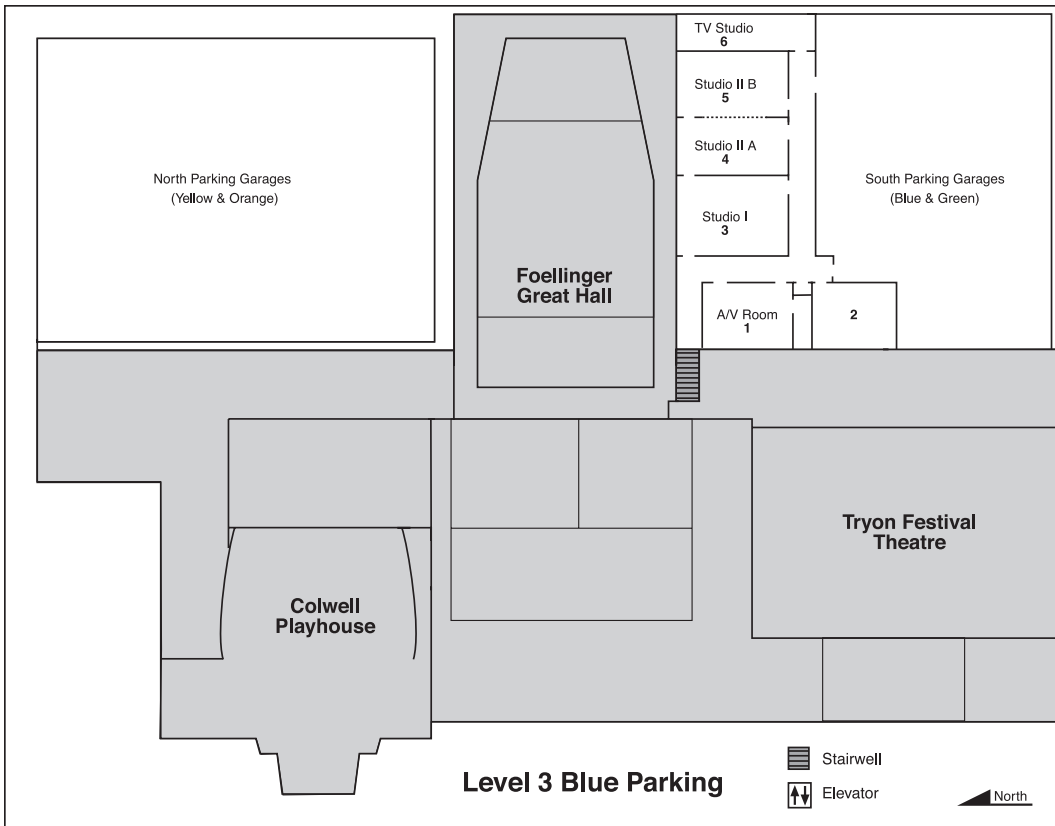 TV Studio
6
Studio II B
5
Studio II A
4
North Parking Garages
(Yellow & Orange)
South Parking Garages
(Blue & Green)
Studio I
3
Foellinger
Great Hall
A/V Room
1
2
Tryon Festival
Theatre
Colwell
Playhouse
Level 3 Blue Parking
Stairwell
Elevator
North